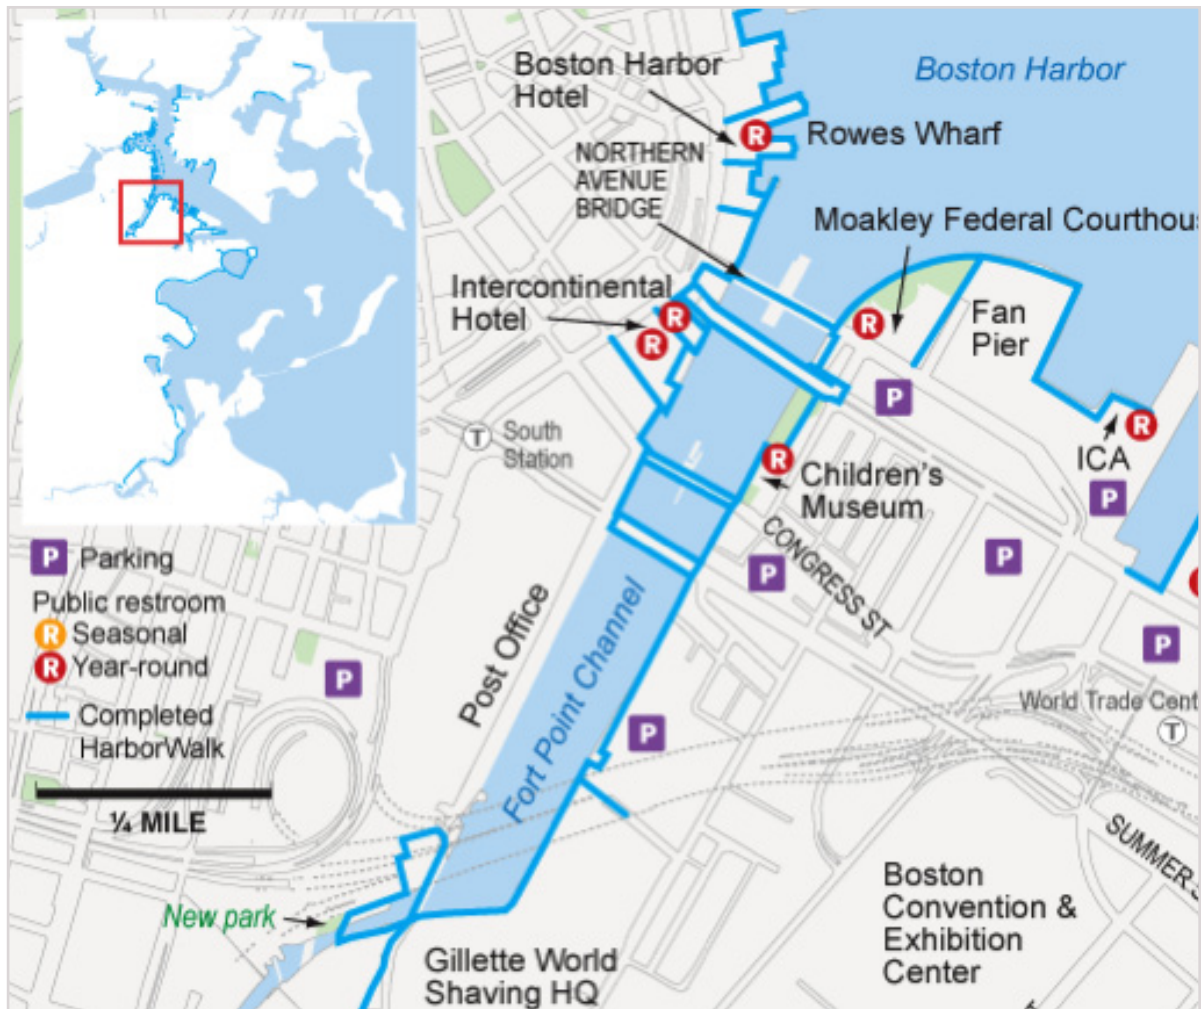 Boston Harbor
Hotel
Boston Harbor
R
Rowes Wharf
NORTHERN
AVENUE
BRIDGE
Moakley Federal Courthou
Intercontinental
Hotel
R
R
R
Fan
Pier
P
R
T
South
Station
R
Children's
Museum
ICA
P
P
Parking
Public restroom
R
Seasonal
R
Year-round
Completed
HarborWalk
¼ MILE
P
P
CONGRESS ST
P
Post Office
Fort Point Channel
P
P
World Trade Cent
T
SUMMER S
New park
Gillette World
Shaving HQ
Boston
Convention &
Exhibition
Center